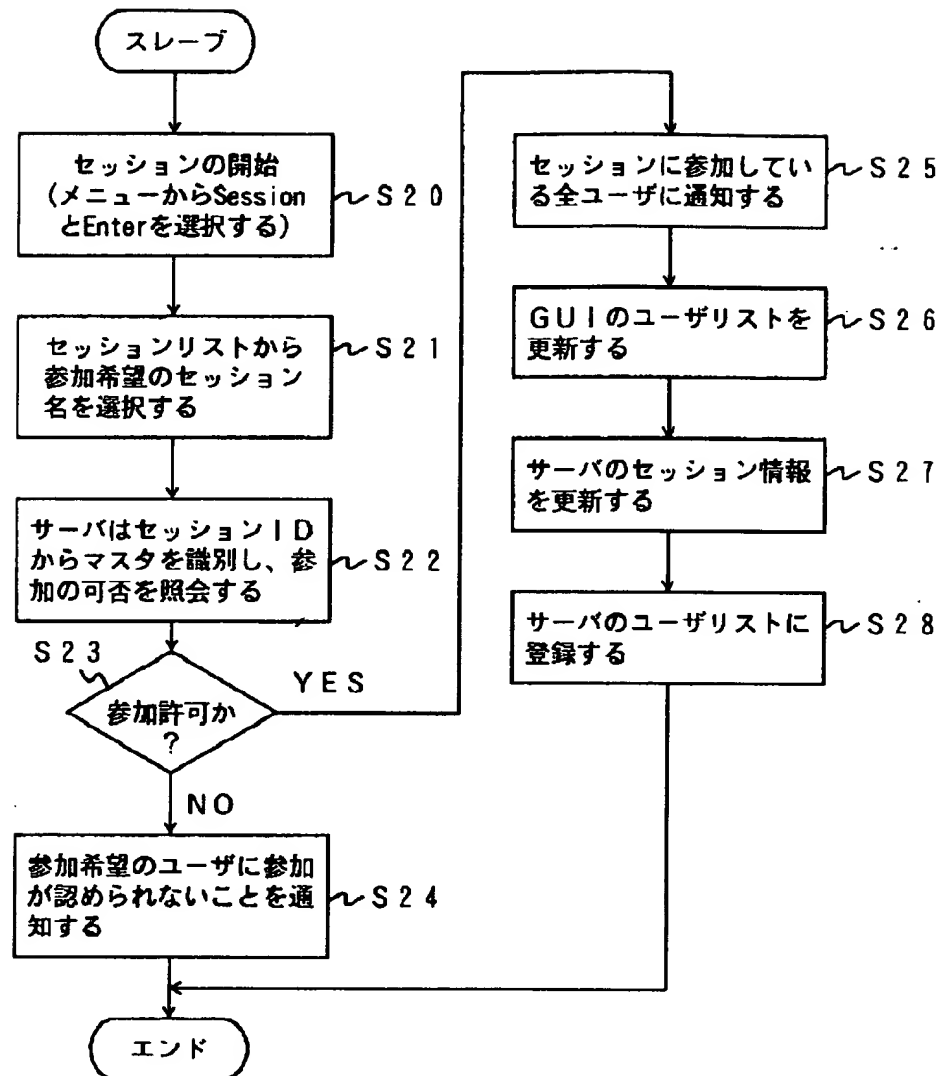 スレーブ
セッションの開始
(メニューからSession
とEnterを選択する)
S20
セッションリストから
参加希望のセッション
名を選択する
S21
サーバはセッションID
からマスタを識別し、参
加の可否を照会する
S22
S23
参加許可か
?
YES
NO
参加希望のユーザに参加
が認められないことを通
知する
S24
セッションに参加してい
る全ユーザに通知する
S25
GUIのユーザリストを
更新する
S26
サーバのセッション情報
を更新する
S27
サーバのユーザリストに
登録する
S28
エンド